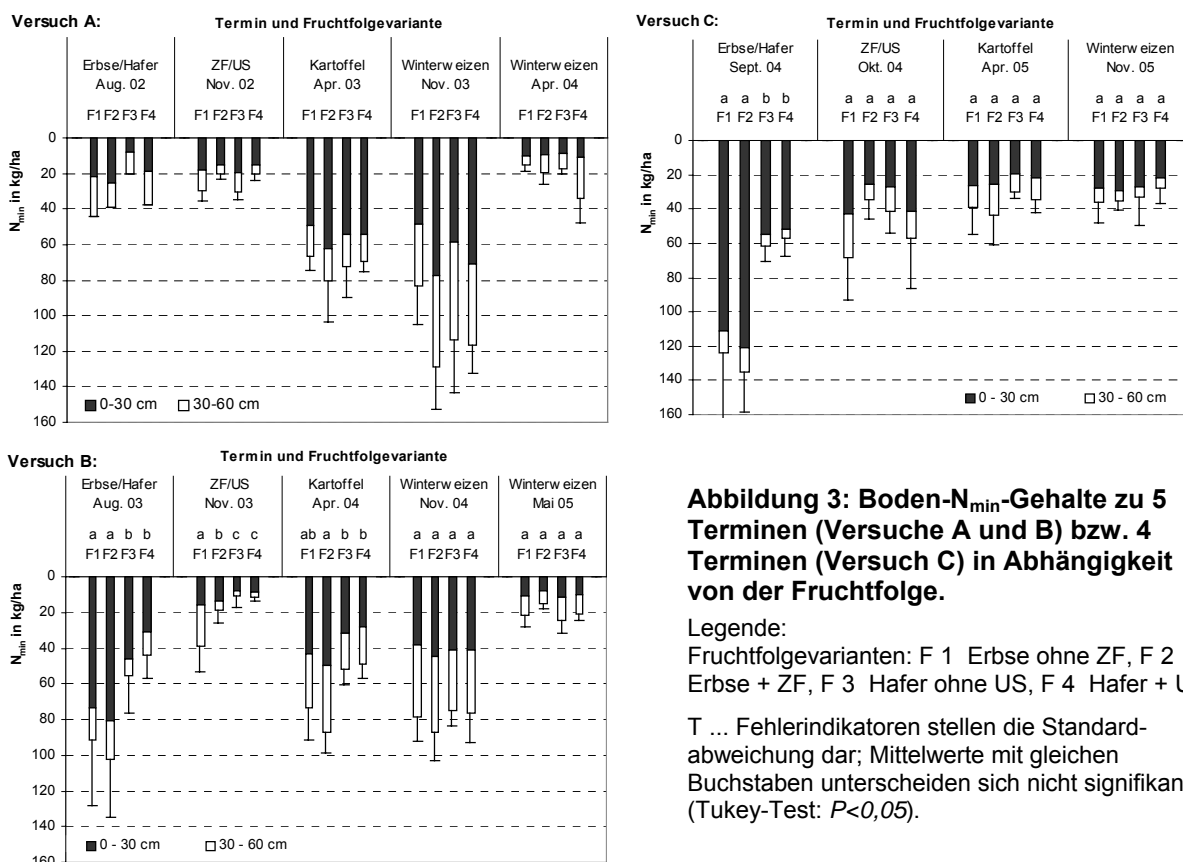 Versuch A:
Termin und Fruchtfolgevariante
Erbse/Hafer ZF/US Kartoffel Winterweizen Winterweizen
Aug. 02 Nov. 02 Apr. 03 Nov. 03 Apr. 04
F1 F2 F3 F4 F1 F2 F3 F4 F1 F2 F3 F4 F1 F2 F3 F4 F1 F2 F3 F4
Nmin in kg/ha
0
20
40
60
80
100
120
140
160
0-30 cm 30-60 cm
Versuch C:
Termin und Fruchtfolgevariante
Erbse/Hafer ZF/US Kartoffel Winterweizen
Sept. 04 Okt. 04 Apr. 05 Nov. 05
a a b b a a a a a a a a a a a a
F1 F2 F3 F4 F1 F2 F3 F4 F1 F2 F3 F4 F1 F2 F3 F4
Nmin in kg/ha
0
20
40
60
80
100
120
140
160
0 - 30 cm 30 - 60 cm
Versuch B:
Termin und Fruchtfolgevariante
Erbse/Hafer ZF/US Kartoffel Winterweizen Winterweizen
Aug. 03 Nov. 03 Apr. 04 Nov. 04 Mai 05
a a b b a b c c ab a b b a a a a a a a a
F1 F2 F3 F4 F1 F2 F3 F4 F1 F2 F3 F4 F1 F2 F3 F4 F1 F2 F3 F4
Nmin in kg/ha
0
20
40
60
80
100
120
140
160
0 - 30 cm 30 - 60 cm
Abbildung 3: Boden-Nmin-Gehalte zu 5
Terminen (Versuche A und B) bzw. 4
Terminen (Versuch C) in Abhängigkeit
von der Fruchtfolge.
Legende:
Fruchtfolgevarianten: F 1 Erbse ohne ZF, F 2
Erbse + ZF, F 3 Hafer ohne US, F 4 Hafer +
T ... Fehlerindikatoren stellen die Standard-
abweichung dar; Mittelwerte mit gleichen
Buchstaben unterscheiden sich nicht signifikan
(Tukey-Test: P<0,05).